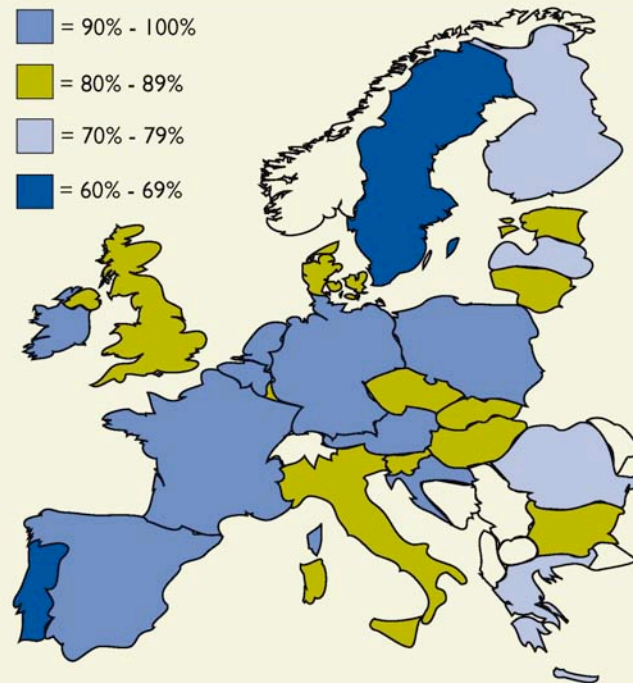 = 90% - 100%
= 80% - 89%
= 70% - 79%
= 60% - 69%